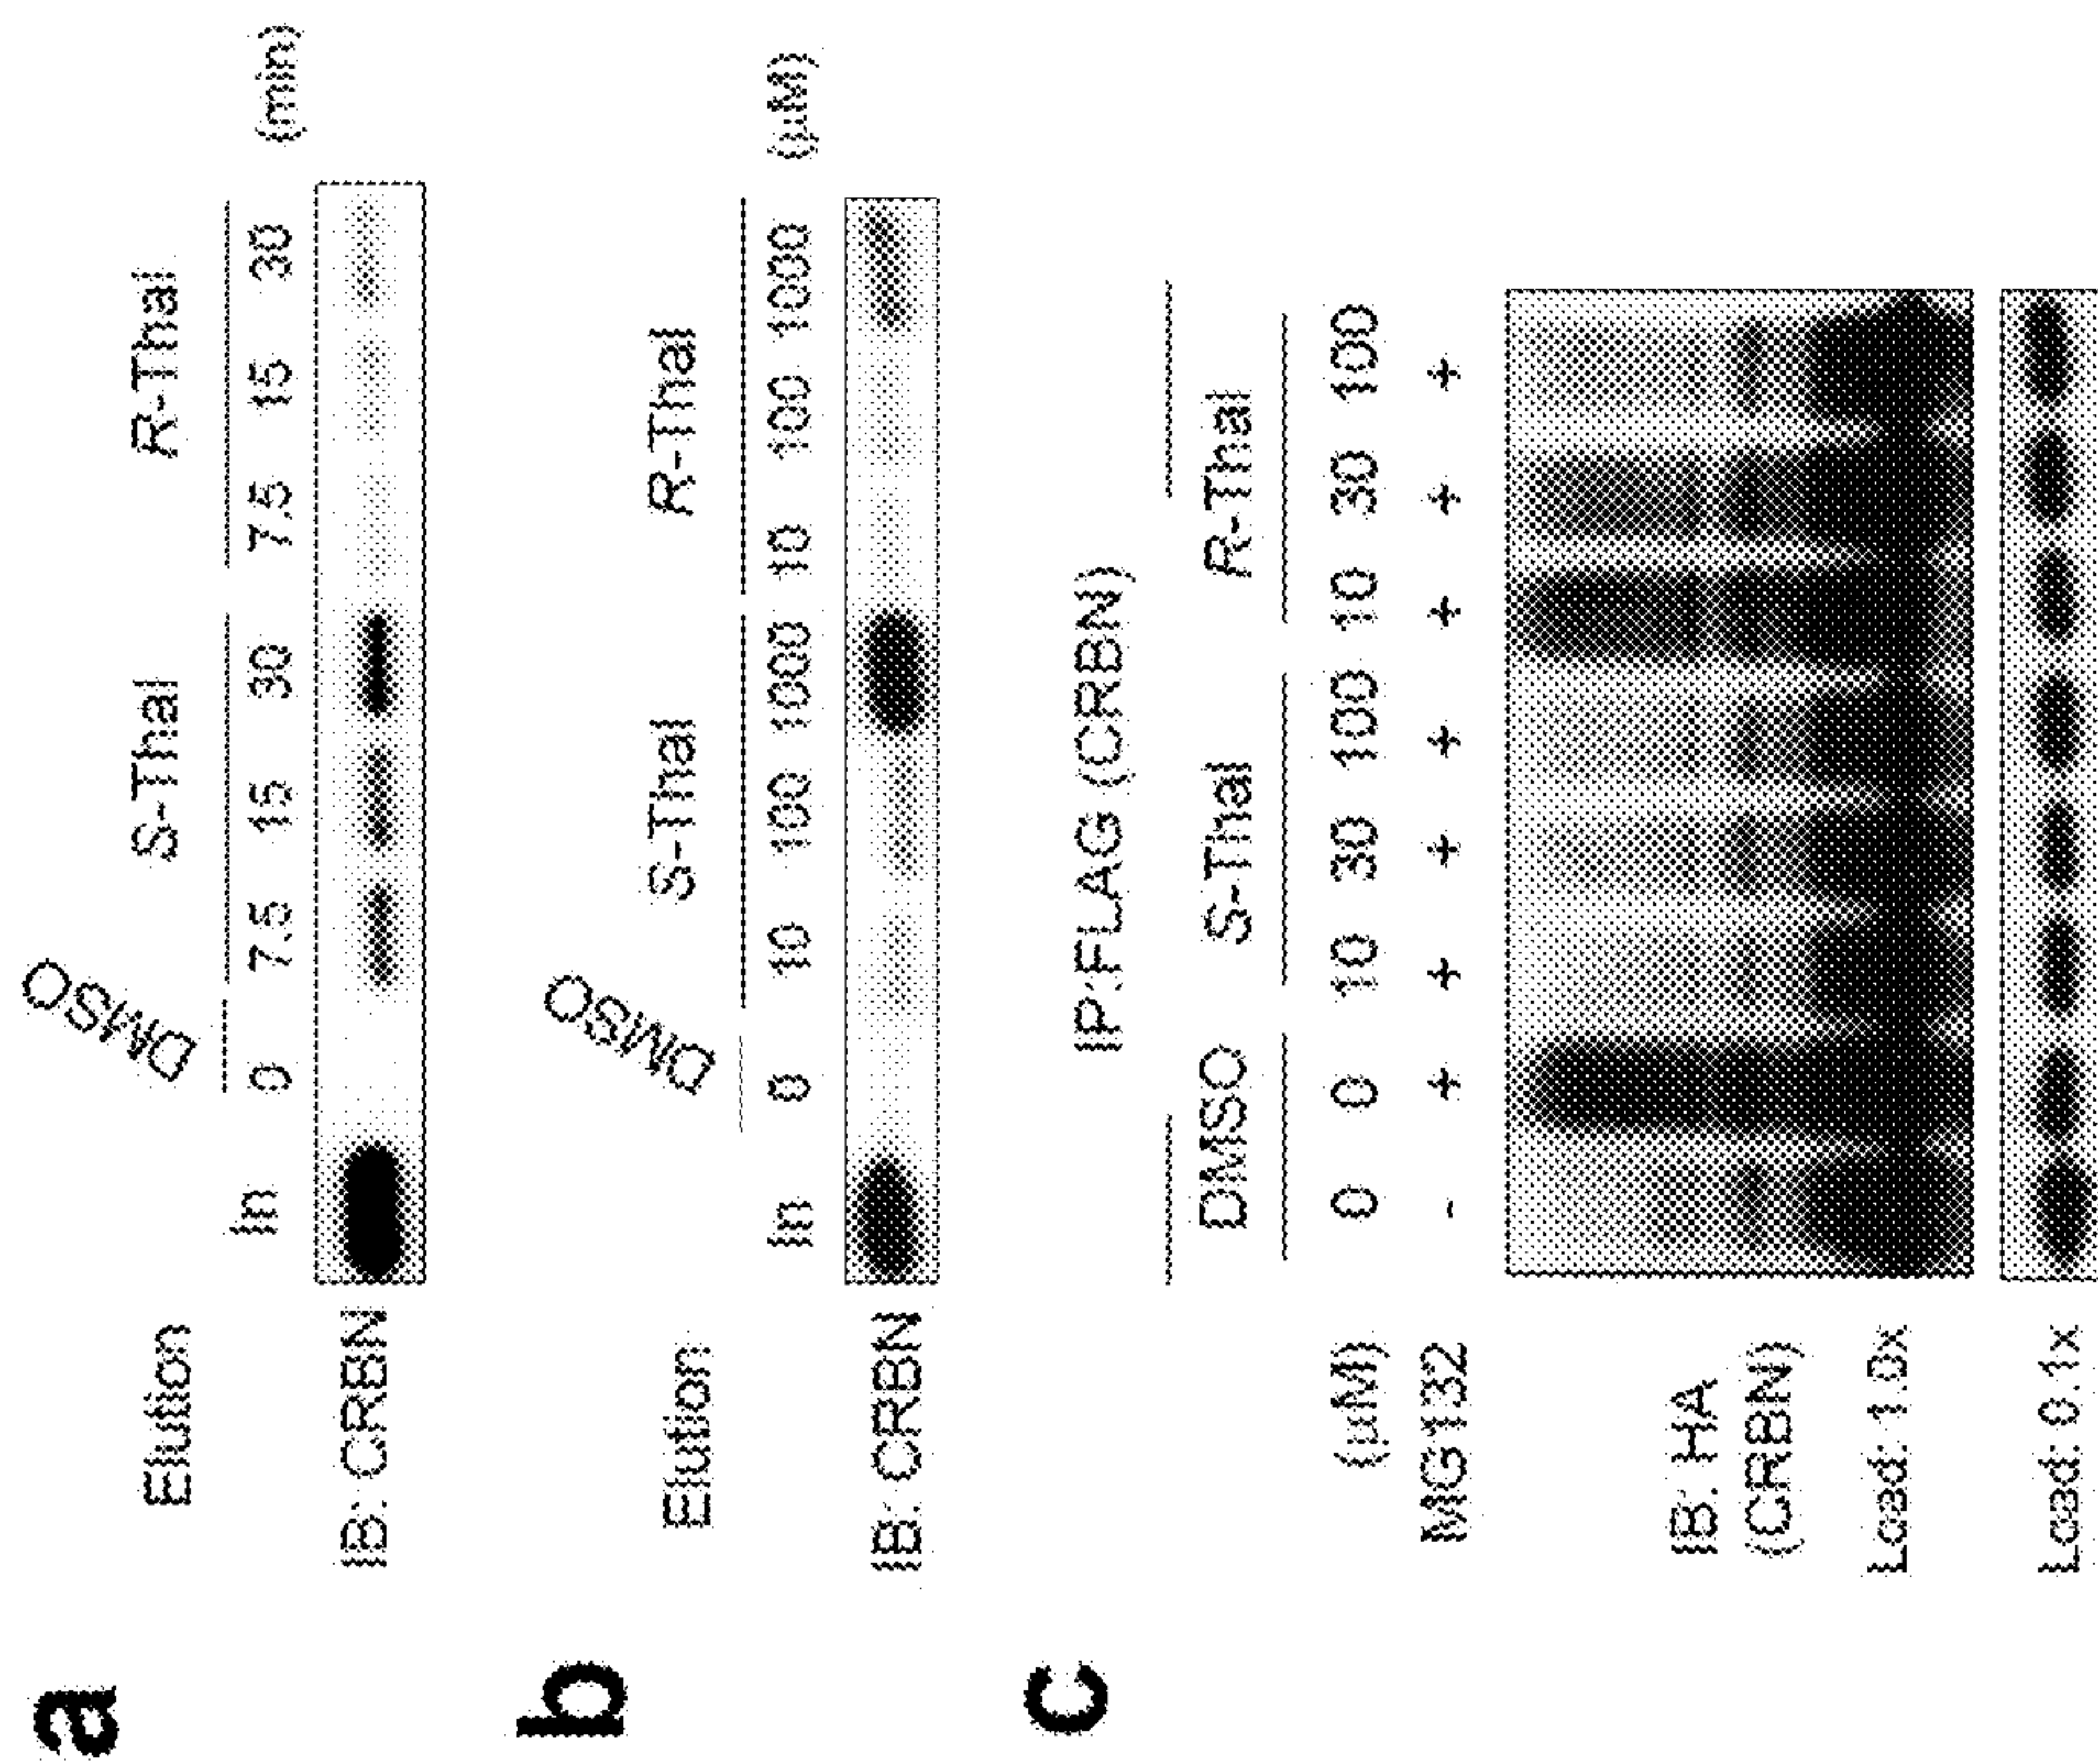 a
DMSO
S-Thal R-Thal
Elution In 0 7.5 15 30 7.5 15 30 (min)
IB: CRBN
b
DMSO
S-Thal R-Thal
Elution In 0 10 100 1000 10 100 1000 (µM)
IB: CRBN
c
IP:FLAG (CRBN)
DMSO S-Thal R-Thal
(µM) 0 0 10 30 100 10 30 100
MG132 - + + + + + + +
IB: HA
(CRBN)
Load: 1.0x
Load: 0.1x